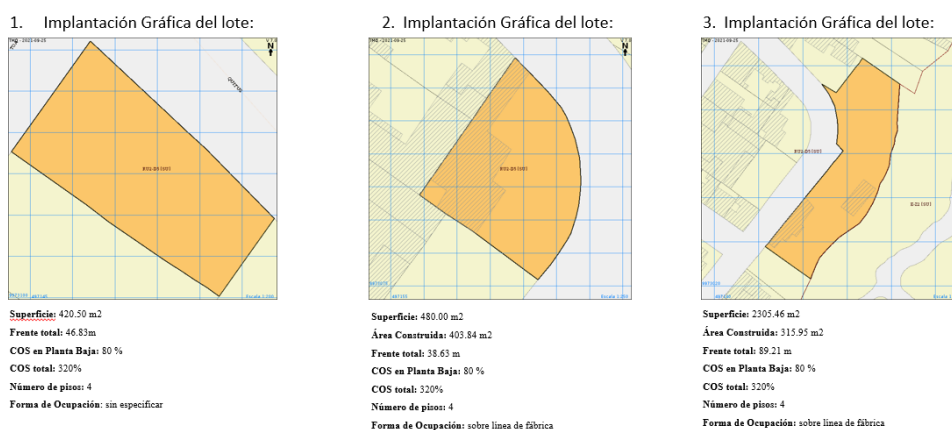 1. Implantación Gráfica del lote:
N
Superficie: 420.50 m2
Frente total: 46.83m
COS en Planta Baja: 80 %
COS total: 320%
Número de pisos: 4
Forma de Ocupación: sin especificar
2. Implantación Gráfica del lote:
N
Superficie: 480.00 m2
Área Construida: 403.84 m2
Frente total: 38.63 m
COS en Planta Baja: 80 %
COS total: 320%
Número de pisos: 4
Forma de Ocupación: sobre línea de fábrica
3. Implantación Gráfica del lote:
N
Superficie: 2305.46 m2
Área Construida: 315.95 m2
Frente total: 89.21 m
COS en Planta Baja: 80 %
COS total: 320%
Número de pisos: 4
Forma de Ocupación: sobre línea de fábrica